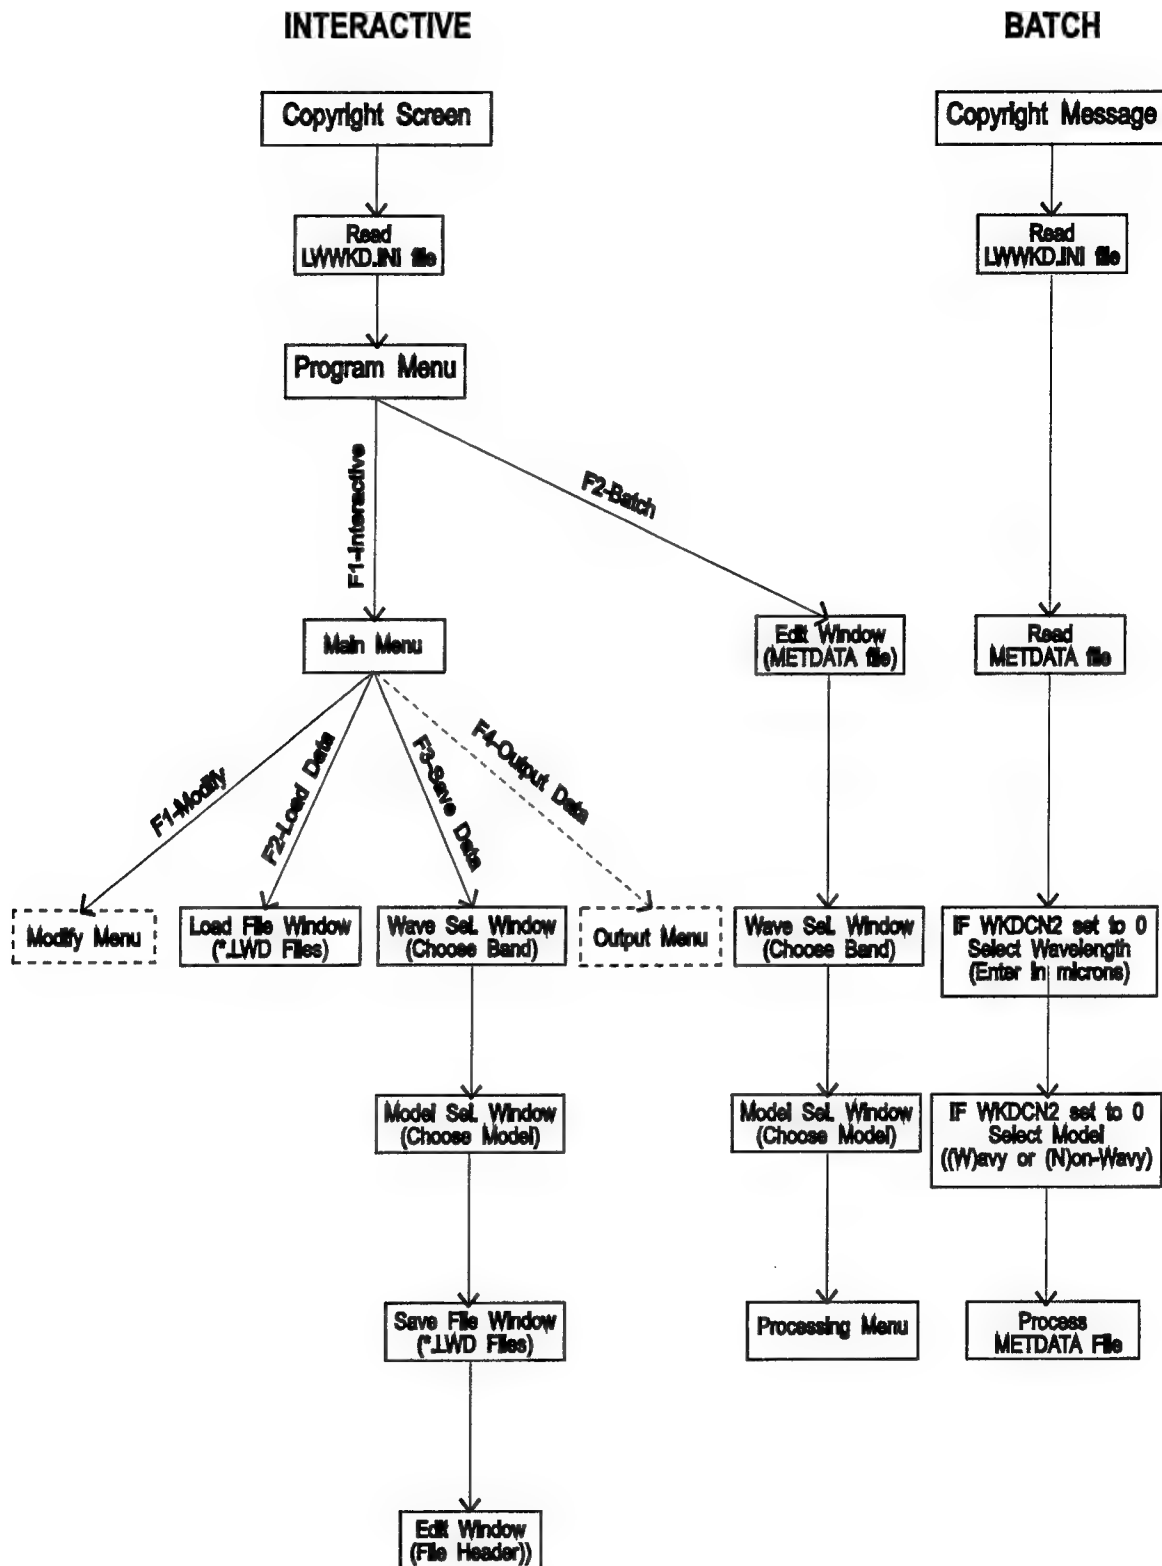 INTERACTIVE
BATCH
Copyright Screen
Copyright Message
Read
LWWKD.INI file
Read
LWWKD.INI file
Program Menu
F1-Interactive
F2-Batch
Main Menu
Edit Window
(METDATA file)
Read
METDATA file
F1-Modify
F2-Load Data
F3-Save Data
F4-Output Data
Modify Menu
Load File Window
(*.LWD Files)
Wave Sel. Window
(Choose Band)
Output Menu
Wave Sel. Window
(Choose Band)
IF WKDCN2 set to 0
Select Wavelength
(Enter in microns)
Model Sel. Window
(Choose Model)
Model Sel. Window
(Choose Model)
IF WKDCN2 set to 0
Select Model
((W)avy or (N)on-Wavy)
Save File Window
(*.LWD Files)
Processing Menu
Process
METDATA File
Edit Window
(File Header))